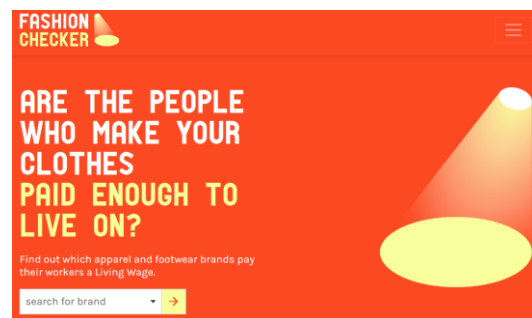 FASHION
CHECKER
ARE THE PEOPLE
WHO MAKE YOUR
CLOTHES
PAID ENOUGH TO
LIVE ON?
Find out which apparel and footwear brands pay
their workers a Living Wage.
search for brand